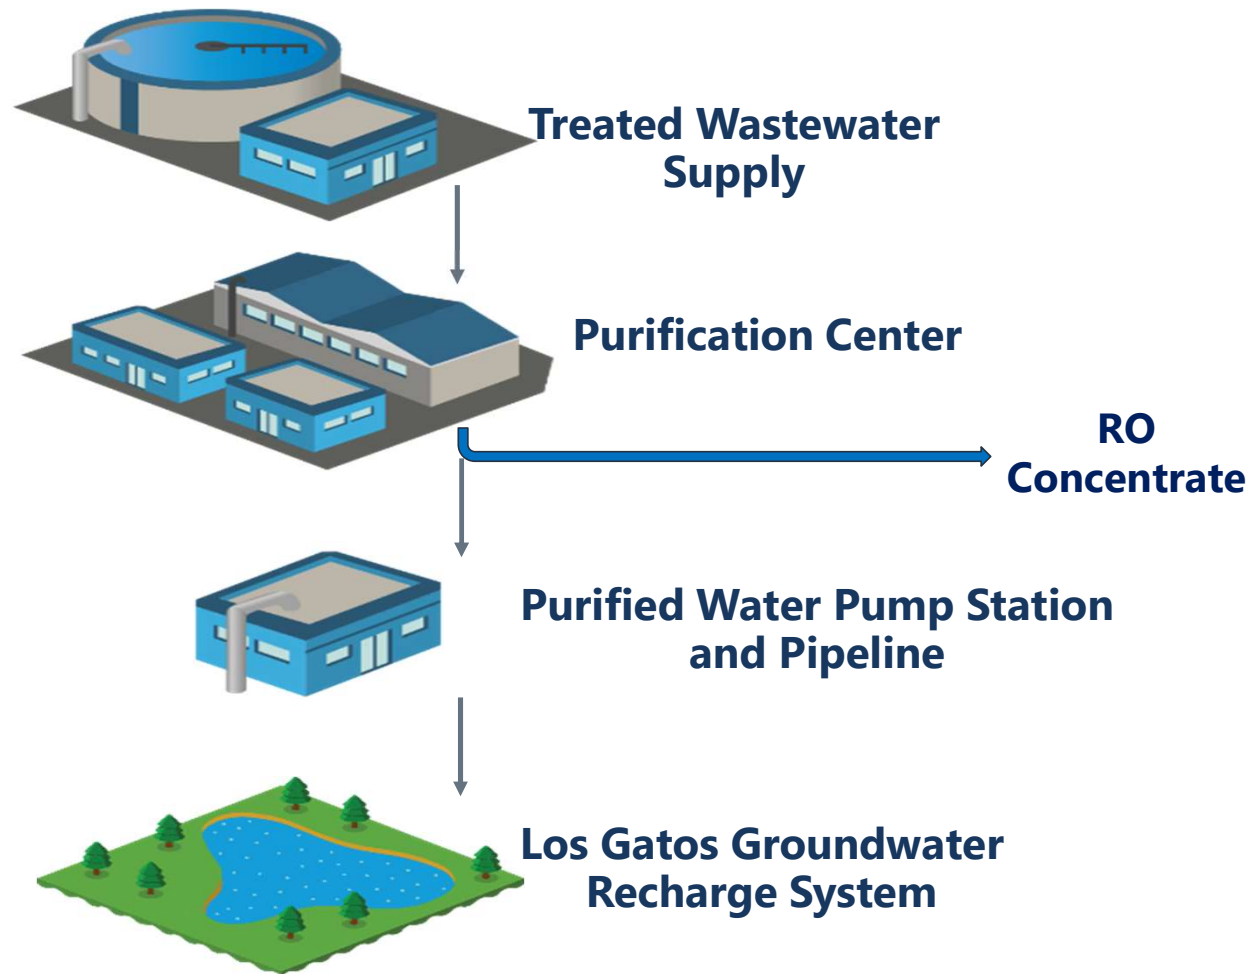 Treated Wastewater
Supply
Purification Center
RO
Concentrate
Purified Water Pump Station
and Pipeline
Los Gatos Groundwater
Recharge System